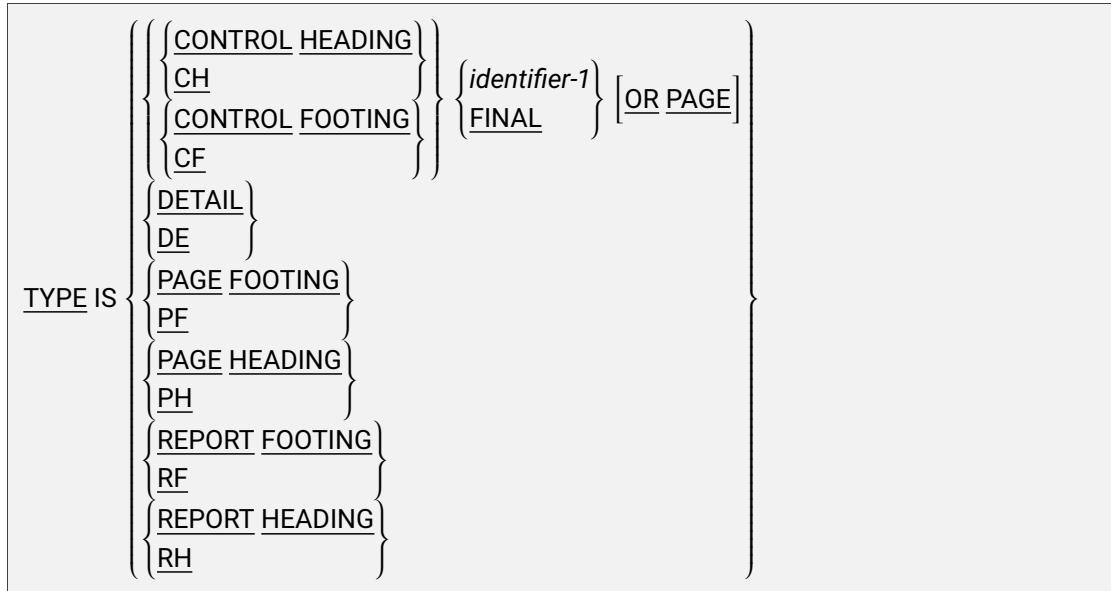 CONTROL HEADING
CH
CONTROL FOOTING
CF
identifier-1
FINAL
[OR PAGE]
DETAIL
DE
TYPE IS
PAGE FOOTING
PF
PAGE HEADING
PH
REPORT FOOTING
RF
REPORT HEADING
RH